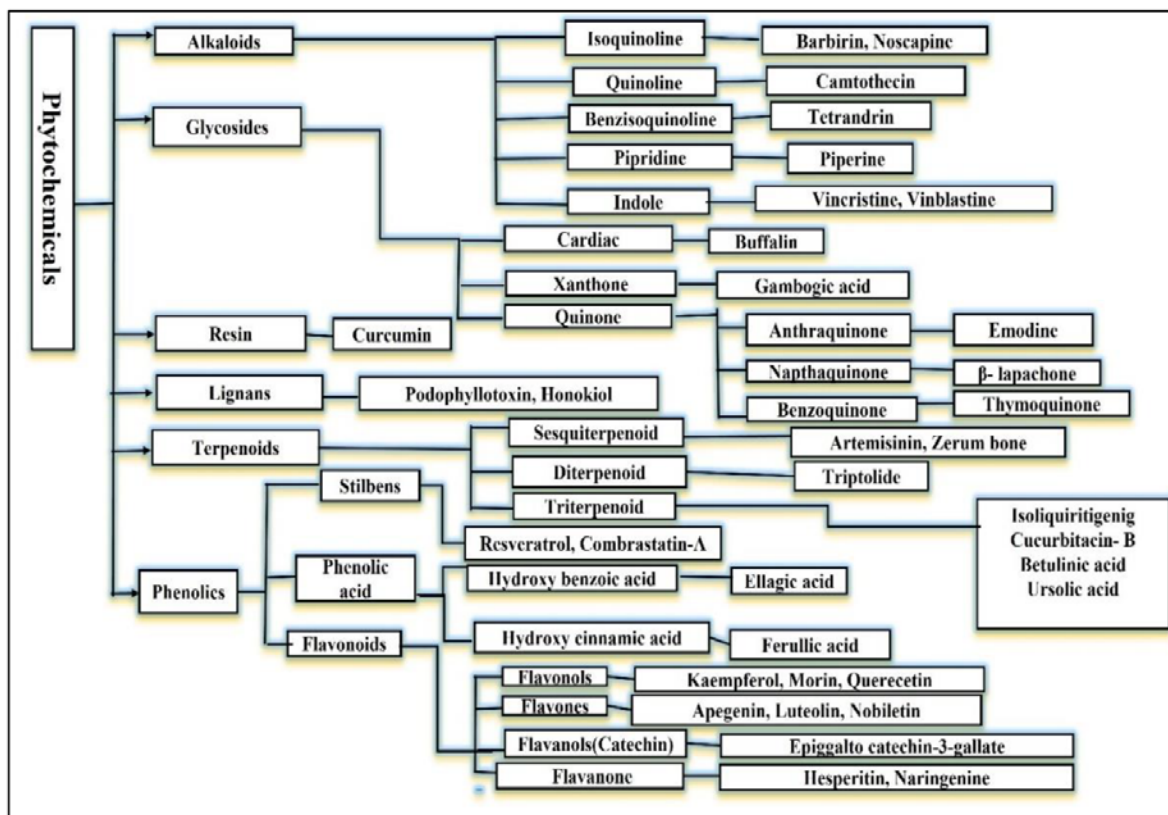 Phytochemicals
Alkaloids
Isoquinoline
Barbirin, Noscapine
Quinoline
Camtothecin
Benzisoquinoline
Tetrandrin
Pipridine
Piperine
Indole
Vincristine, Vinblastine
Glycosides
Cardiac
Buffalin
Xanthone
Gambogic acid
Quinone
Anthraquinone
Emodine
Napthaquinone
β- lapachone
Benzoquinone
Thymoquinone
Resin
Curcumin
Lignans
Podophyllotoxin, Honokiol
Terpenoids
Sesquiterpenoid
Artemisinin, Zerum bone
Diterpenoid
Triptolide
Triterpenoid
Isoliquiritigenig
Cucurbitacin- B
Betulinic acid
Ursolic acid
Phenolics
Stilbens
Resveratrol, Combrastatin-A
Phenolic
acid
Hydroxy benzoic acid
Ellagic acid
Hydroxy cinnamic acid
Ferullic acid
Flavonoids
Flavonols
Kaempferol, Morin, Querecetin
Flavones
Apegenin, Luteolin, Nobiletin
Flavanols(Catechin)
Epiggalto catechin-3-gallate
Flavanone
Hesperitin, Naringenine